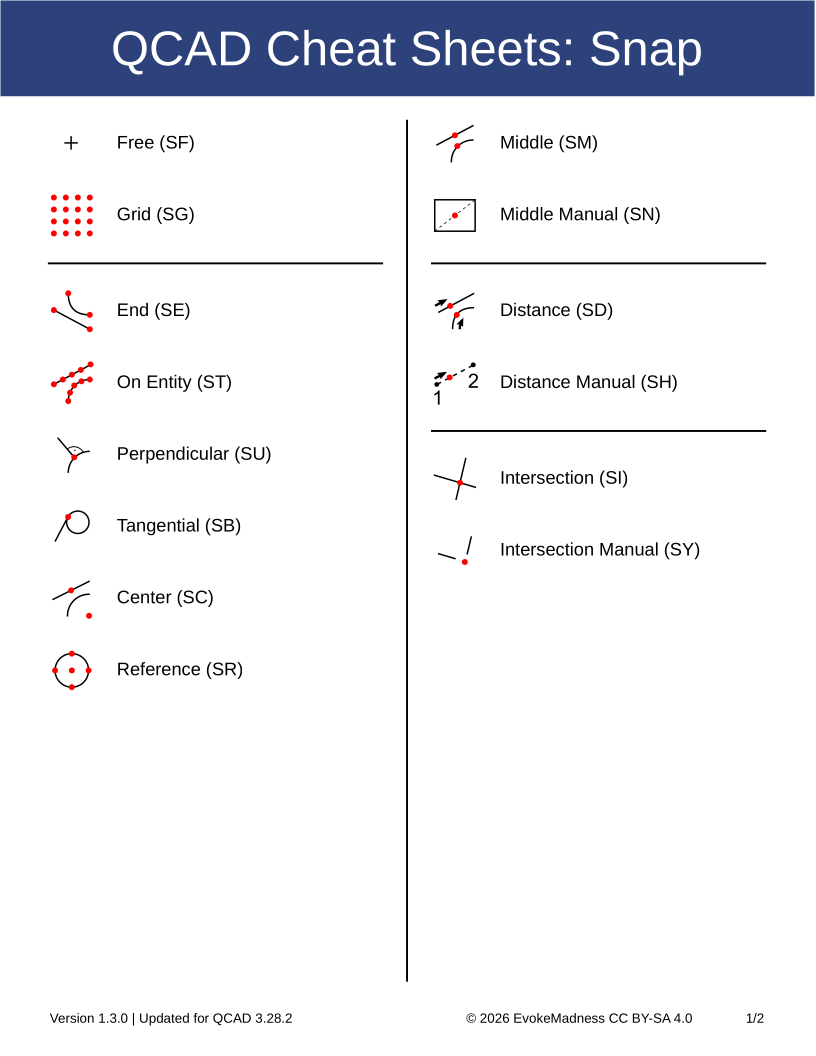 QCAD Cheat Sheets: Snap
Free (SF)
Grid (SG)
End (SE)
On Entity (ST)
Perpendicular (SU)
Tangential (SB)
Center (SC)
Reference (SR)
Middle (SM)
Middle Manual (SN)
Distance (SD)
1
2
Distance Manual (SH)
Intersection (SI)
Intersection Manual (SY)
Version 1.3.0 | Updated for QCAD 3.28.2
© 2026 EvokeMadness CC BY-SA 4.0
1/2